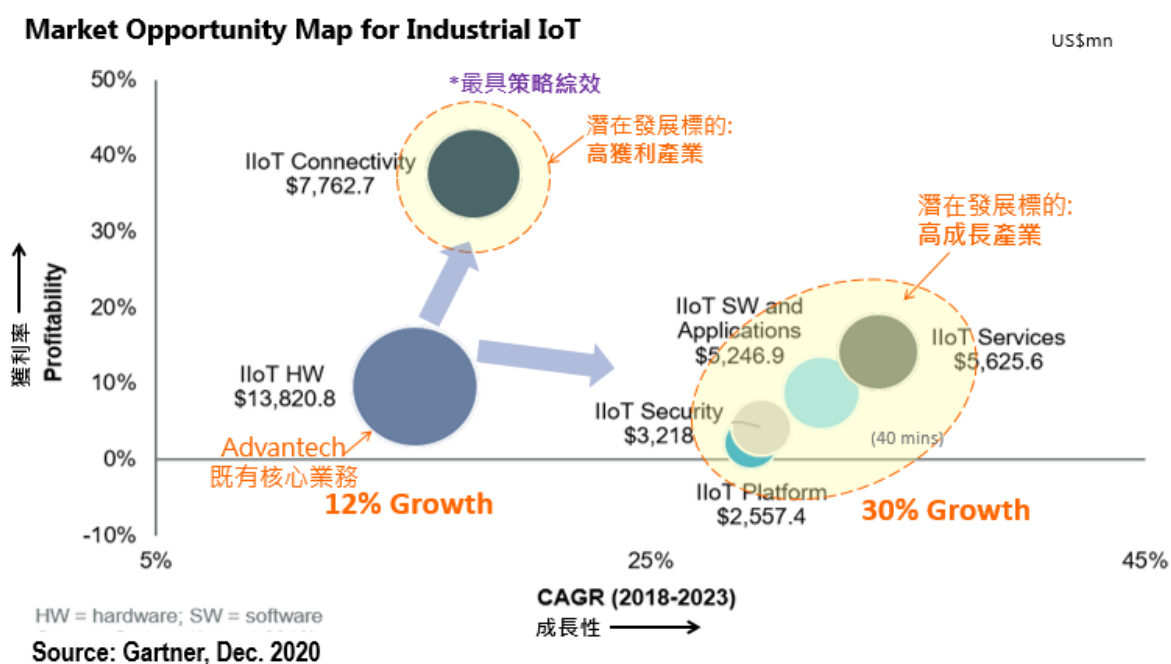 Market Opportunity Map for Industrial IoT
US$mn
50%
40%
30%
20%
10%
0%
-10%
*最具策略綜效
潛在發展標的:
高獲利產業
IIoT Connectivity
$7,762.7
潛在發展標的:
高成長產業
IIoT SW and
Applications
$5,246.9
IIoT Services
$5,625.6
IIoT HW
$13,820.8
IIoT Security
$3,218
(40 mins)
Advantech
既有核心業務
IIoT Platform
$2,557.4
12% Growth
30% Growth
獲利率
Profitability
5%
25%
45%
CAGR (2018-2023)
成長性
HW = hardware; SW = software
Source: Gartner, Dec. 2020